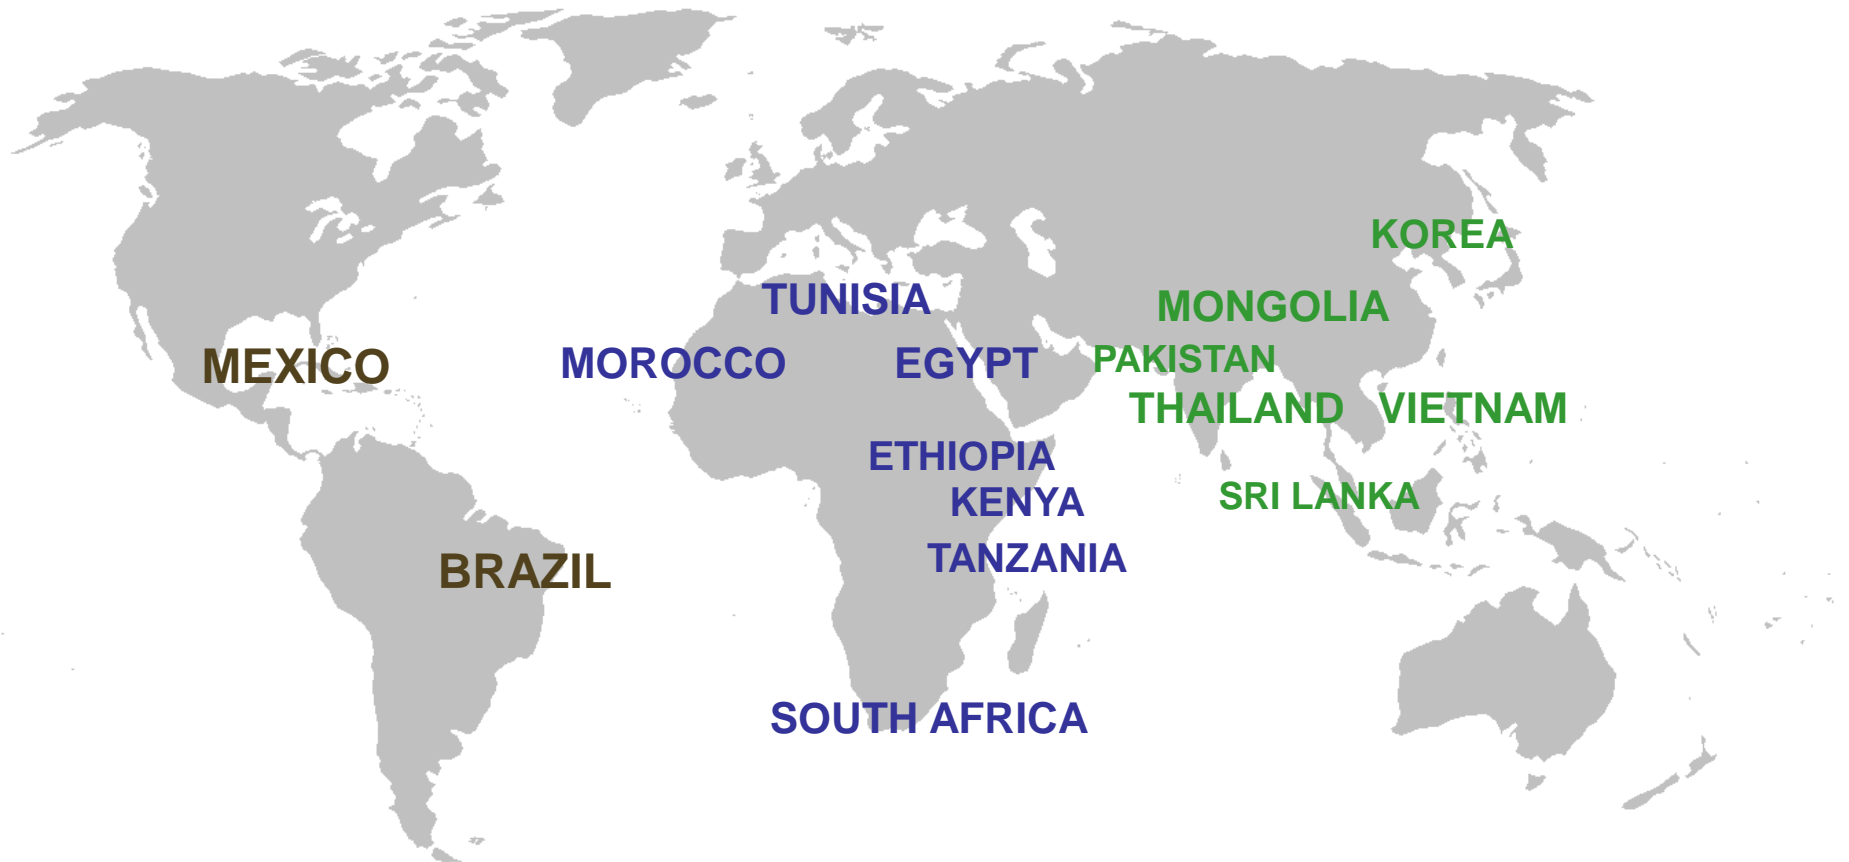 KOREA
TUNISIA
MONGOLIA
MEXICO
MOROCCO
EGYPT
PAKISTAN
THAILAND
VIETNAM
ETHIOPIA
KENYA
SRI LANKA
TANZANIA
BRAZIL
SOUTH AFRICA